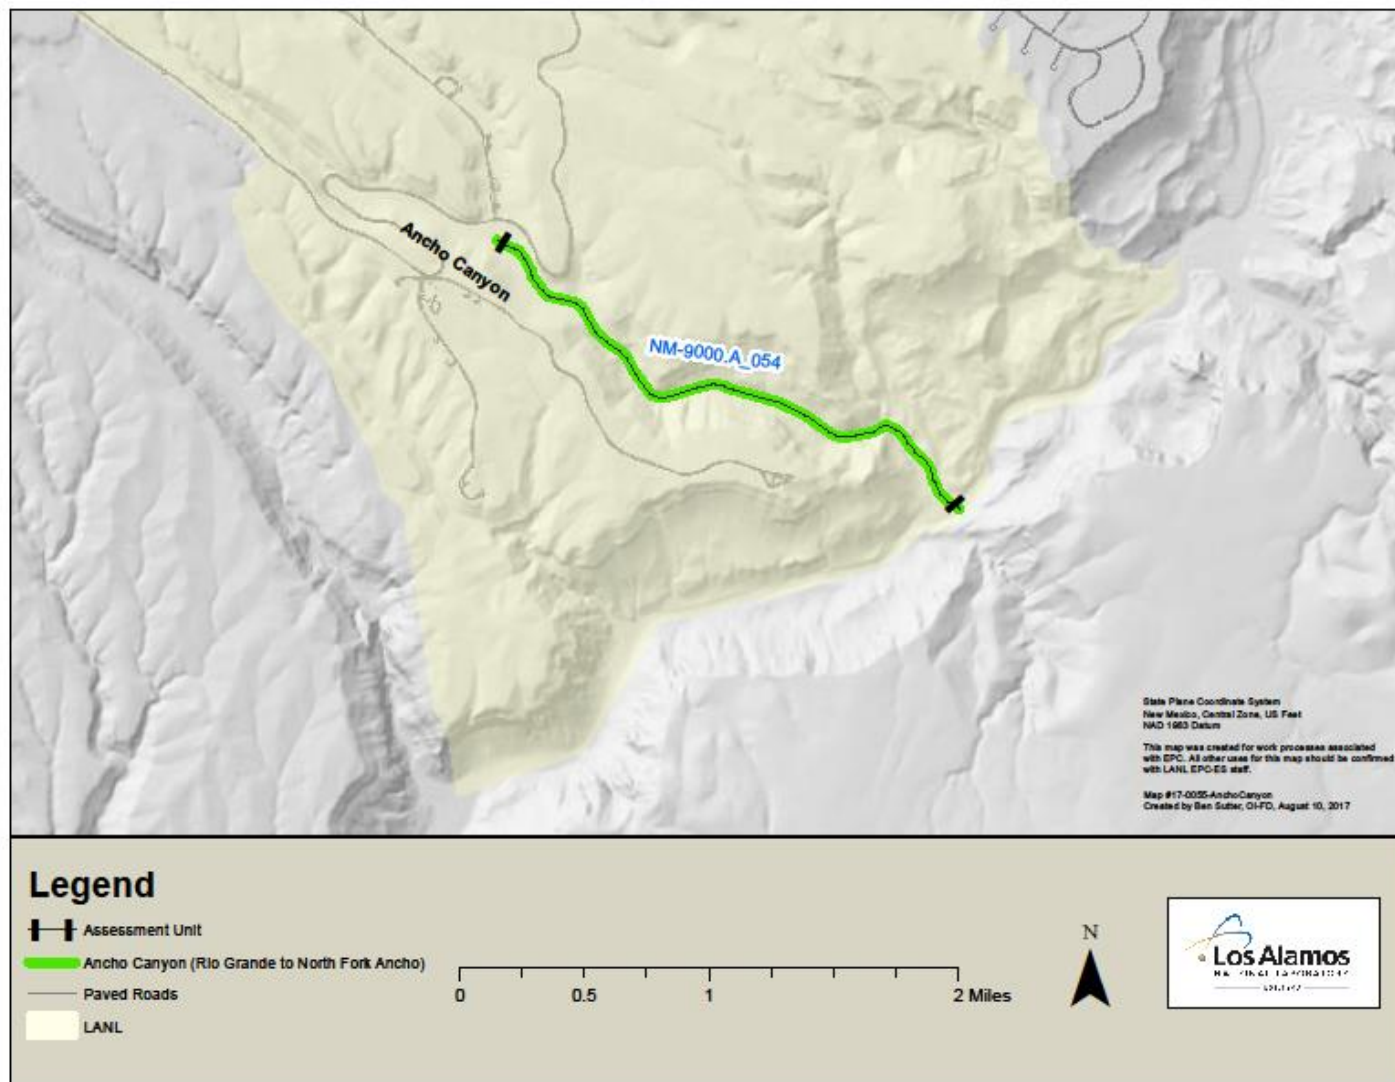 Ancho Canyon
NM-9000.A_054
State Plane Coordinate System
New Mexico, Central Zone, US Feet
NAD 1983 Datum
This map was created for work processes associated
with EPC. All other uses for this map should be confirmed
with LANL EPC-ES staff.
Map #17-0055-AnchoCanyon
Created by Ben Sutter, OI-FD, August 10, 2017
Legend
Assessment Unit
Ancho Canyon (Rio Grande to North Fork Ancho)
Paved Roads
LANL
0 0.5 1 2 Miles
N
Los Alamos
NATIONAL LABORATORY